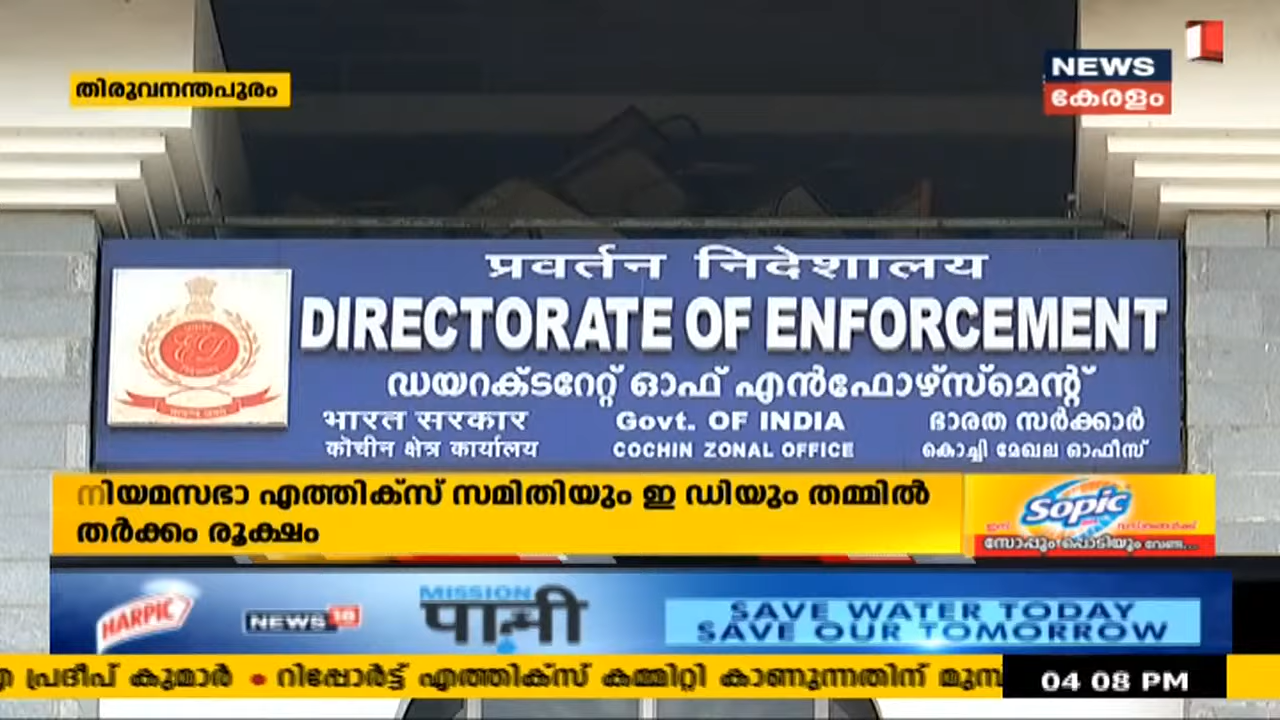 തിരുവനന്തപുരം
NEWS
കേരളം
प्रवर्तन निदेशालय
DIRECTORATE OF ENFORCEMENT
ഡയറക്ടറേറ്റ് ഓഫ് എൻഫോഴ്സ്മെന്റ്
भारत सरकार Govt. OF INDIA ഭാരത സർക്കാർ
कोचीन क्षेत्र कार्यालय COCHIN ZONAL OFFICE കൊച്ചി മേഖല ഓഫീസ്
നിയമസഭാ എത്തിക്സ് സമിതിയും ഇ ഡിയും തമ്മിൽ
തർക്കം രൂക്ഷം
Sopic
സോപ്പും പൊടിയും വേണ്ട...
HARPIC NEWS 18 MISSION
पानी
SAVE WATER TODAY
SAVE OUR TOMORROW
പ്രദീപ് കുമാർ • റിപ്പോർട്ട് എത്തിക്സ് കമ്മിറ്റി കാണുന്നതിന്
04 08 PM